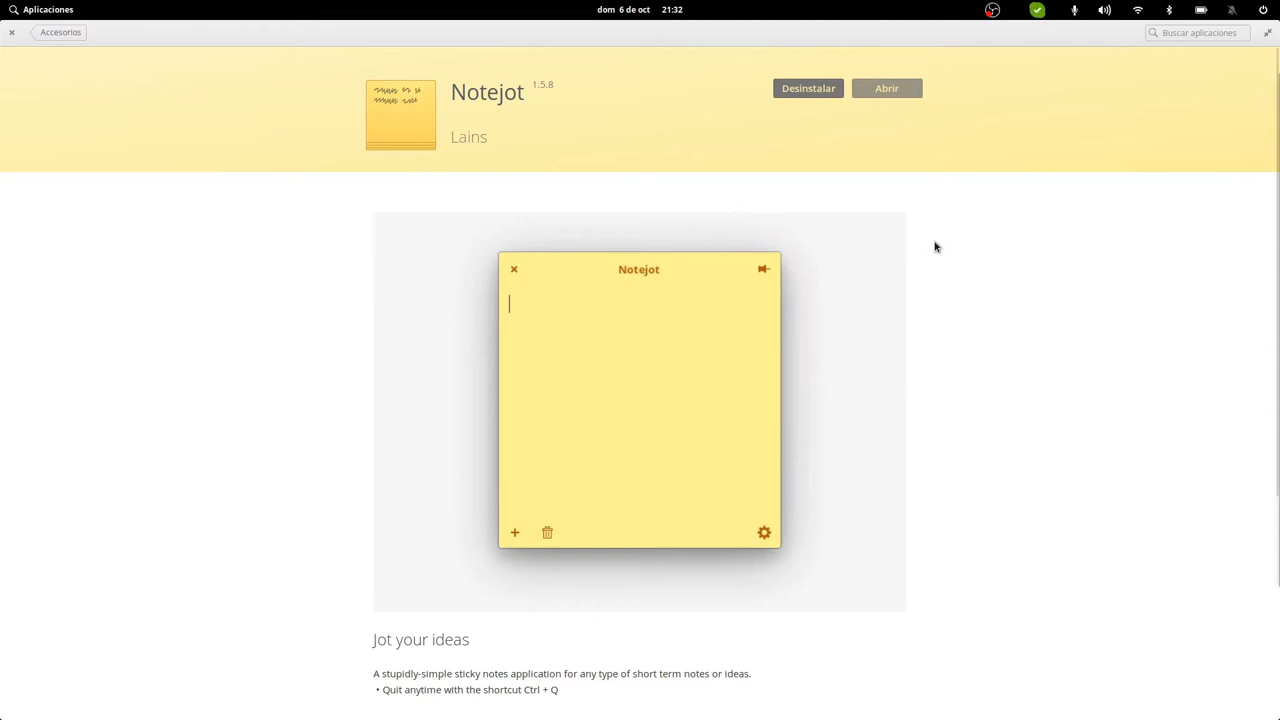 Aplicaciones
dom 6 de oct 21:32
Accesorios
Buscar aplicaciones
Notejot 1.5.8
Desinstalar
Abrir
Lains
Notejot
Jot your ideas
A stupidly-simple sticky notes application for any type of short term notes or ideas.
• Quit anytime with the shortcut Ctrl + Q